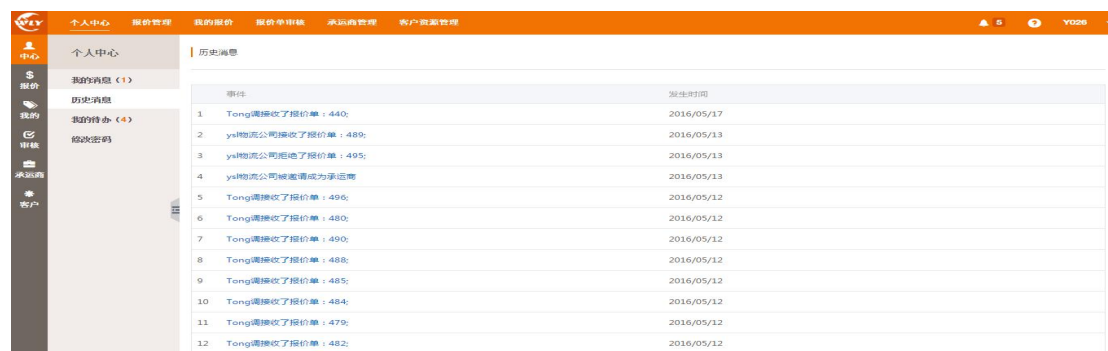 WLY 个人中心 报价管理 我的报价 报价单审核 承运商管理 客户资源管理 5 ? Y026
中心
报价
我的
审核
承运商
客户
个人中心
我的消息（1）
历史消息
我的待办（4）
修改密码
历史消息
事件 发生时间
1 Tong调接收了报价单：440; 2016/05/17
2 ysl物流公司接收了报价单：489; 2016/05/13
3 ysl物流公司拒绝了报价单：495; 2016/05/13
4 ysl物流公司被邀请成为承运商 2016/05/13
5 Tong调接收了报价单：496; 2016/05/12
6 Tong调接收了报价单：480; 2016/05/12
7 Tong调接收了报价单：490; 2016/05/12
8 Tong调接收了报价单：488; 2016/05/12
9 Tong调接收了报价单：485; 2016/05/12
10 Tong调接收了报价单：484; 2016/05/12
11 Tong调接收了报价单：479; 2016/05/12
12 Tong调接收了报价单：482; 2016/05/12